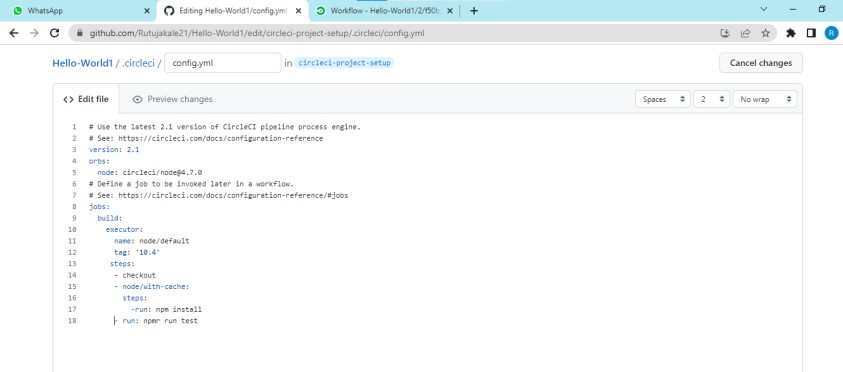 WhatsApp
Editing Hello-World1/config.yml
Workflow - Hello-World1/2/f50b
github.com/Rutujakale21/Hello-World1/edit/circleci-project-setup/.circleci/config.yml
R
Hello-World1 / .circleci / config.yml in circleci-project-setup
Cancel changes
Edit file
Preview changes
Spaces
2
No wrap
1 # Use the latest 2.1 version of CircleCI pipeline process engine.
2 # See: https://circleci.com/docs/configuration-reference
3 version: 2.1
4 orbs:
5   node: circleci/node@4.7.0
6 # Define a job to be invoked later in a workflow.
7 # See: https://circleci.com/docs/configuration-reference/#jobs
8 jobs:
9   build:
10     executor:
11       name: node/default
12       tag: '10.4'
13      steps:
14       - checkout
15       - node/with-cache:
16         steps:
17           -run: npm install
18       - run: npmr run test